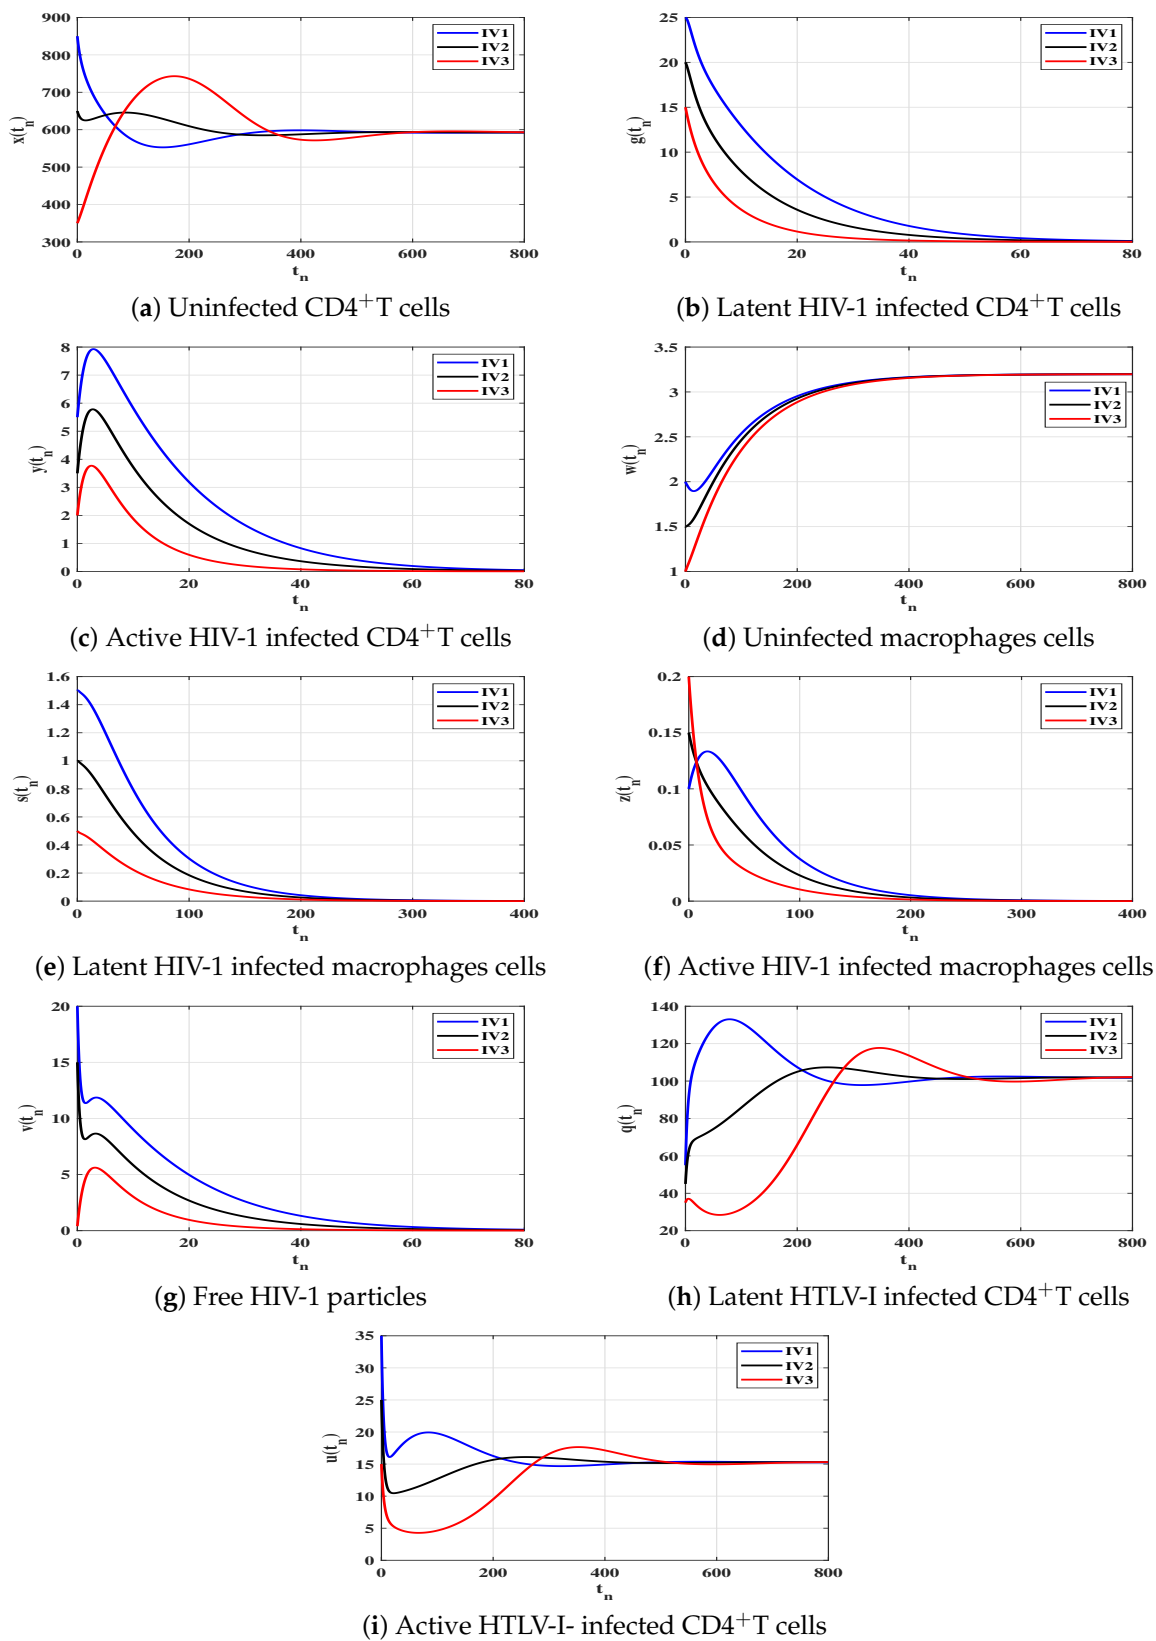 900
800
700
600
500
400
300
0 200 400 600 800
x(t_n)
t_n
IV1
IV2
IV3
(a) Uninfected CD4⁺T cells
25
20
15
10
5
0
0 20 40 60 80
g(t_n)
t_n
IV1
IV2
IV3
(b) Latent HIV-1 infected CD4⁺T cells
8
7
6
5
4
3
2
1
0
0 20 40 60 80
y(t_n)
t_n
IV1
IV2
IV3
(c) Active HIV-1 infected CD4⁺T cells
3.5
3
2.5
2
1.5
1
0 200 400 600 800
w(t_n)
t_n
IV1
IV2
IV3
(d) Uninfected macrophages cells
1.6
1.4
1.2
1
0.8
0.6
0.4
0.2
0
0 100 200 300 400
s(t_n)
t_n
IV1
IV2
IV3
(e) Latent HIV-1 infected macrophages cells
0.2
0.15
0.1
0.05
0
0 100 200 300 400
z(t_n)
t_n
IV1
IV2
IV3
(f) Active HIV-1 infected macrophages cells
20
15
10
5
0
0 20 40 60 80
v(t_n)
t_n
IV1
IV2
IV3
(g) Free HIV-1 particles
140
120
100
80
60
40
20
0 200 400 600 800
q(t_n)
t_n
IV1
IV2
IV3
(h) Latent HTLV-I infected CD4⁺T cells
35
30
25
20
15
10
5
0
0 200 400 600 800
u(t_n)
t_n
IV1
IV2
IV3
(i) Active HTLV-I- infected CD4⁺T cells